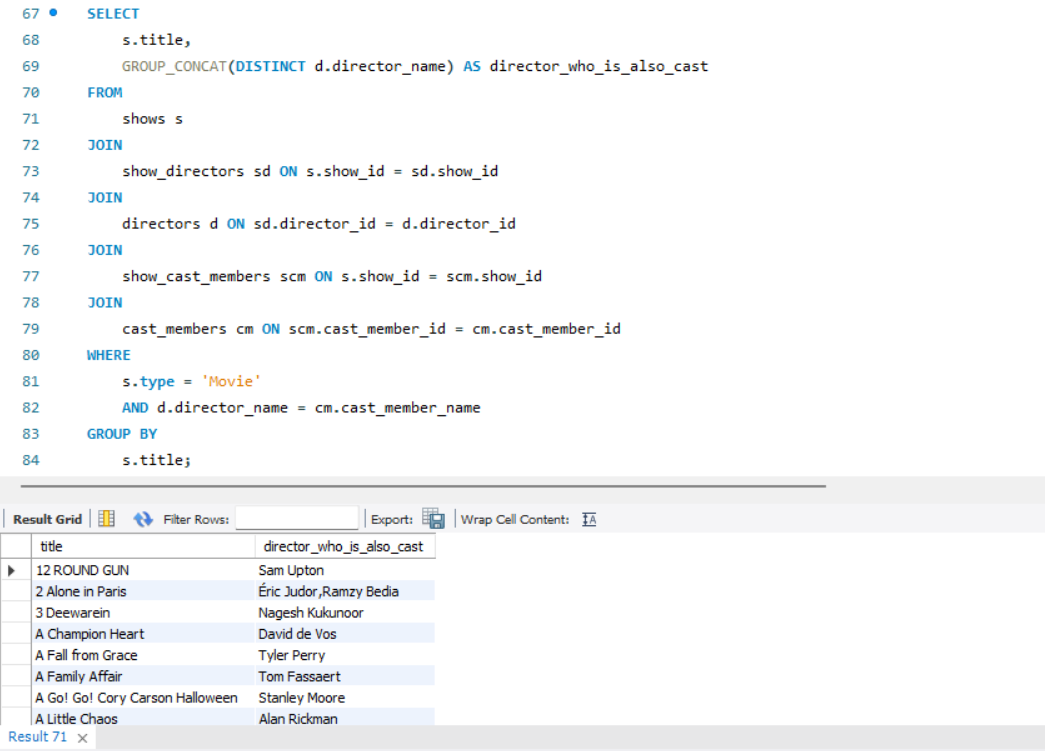 67 SELECT
68 s.title,
69 GROUP_CONCAT(DISTINCT d.director_name) AS director_who_is_also_cast
70 FROM
71 shows s
72 JOIN
73 show_directors sd ON s.show_id = sd.show_id
74 JOIN
75 directors d ON sd.director_id = d.director_id
76 JOIN
77 show_cast_members scm ON s.show_id = scm.show_id
78 JOIN
79 cast_members cm ON scm.cast_member_id = cm.cast_member_id
80 WHERE
81 s.type = 'Movie'
82 AND d.director_name = cm.cast_member_name
83 GROUP BY
84 s.title;
Result Grid Filter Rows: Export: Wrap Cell Content: IA
title director_who_is_also_cast
12 ROUND GUN Sam Upton
2 Alone in Paris Éric Judor,Ramzy Bedia
3 Deewarein Nagesh Kukunoor
A Champion Heart David de Vos
A Fall from Grace Tyler Perry
A Family Affair Tom Fassaert
A Go! Go! Cory Carson Halloween Stanley Moore
A Little Chaos Alan Rickman
Result 71 ×